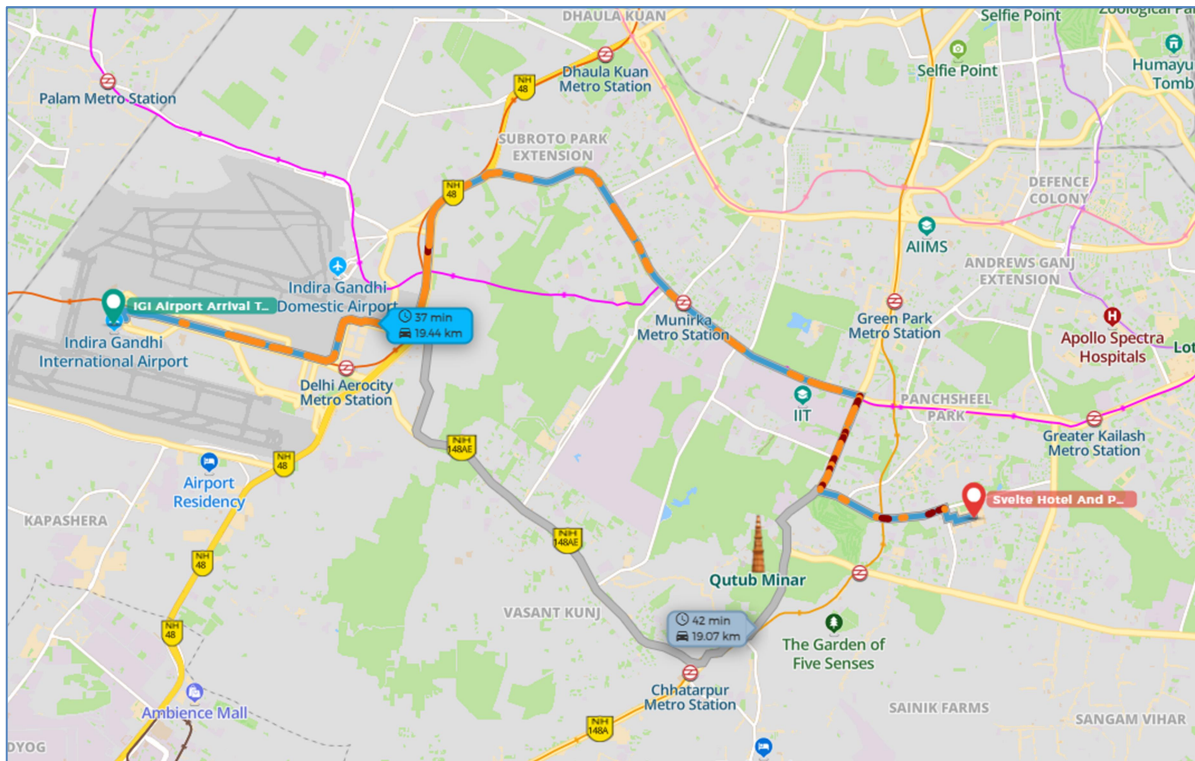 DHAULA KUAN
Selfie Point
Palam Metro Station
NH
48
Dhaula Kuan
Metro Station
Selfie Point
Humayu
Tomb
SUBROTO PARK
EXTENSION
NH
48
DEFENCE
COLONY
AIIMS
ANDREWS GANJ
EXTENSION
Indira Gandhi
Domestic Airport
IGI Airport Arrival T...
Indira Gandhi
International Airport
37 min
19.44 km
Munirka
Metro Station
Green Park
Metro Station
Apollo Spectra
Hospitals
Lot
Delhi Aerocity
Metro Station
IIT
PANCHSHEEL
PARK
Greater Kailash
Metro Station
NH
148AE
NH
48
Airport
Residency
KAPASHERA
Svelte Hotel And P...
NH
148AE
NH
48
Qutub Minar
VASANT KUNJ
42 min
19.07 km
NH
48
The Garden of
Five Senses
Chhatarpur
Metro Station
Ambience Mall
NH
148A
SAINIK FARMS
SANGAM VIHAR
DYOG